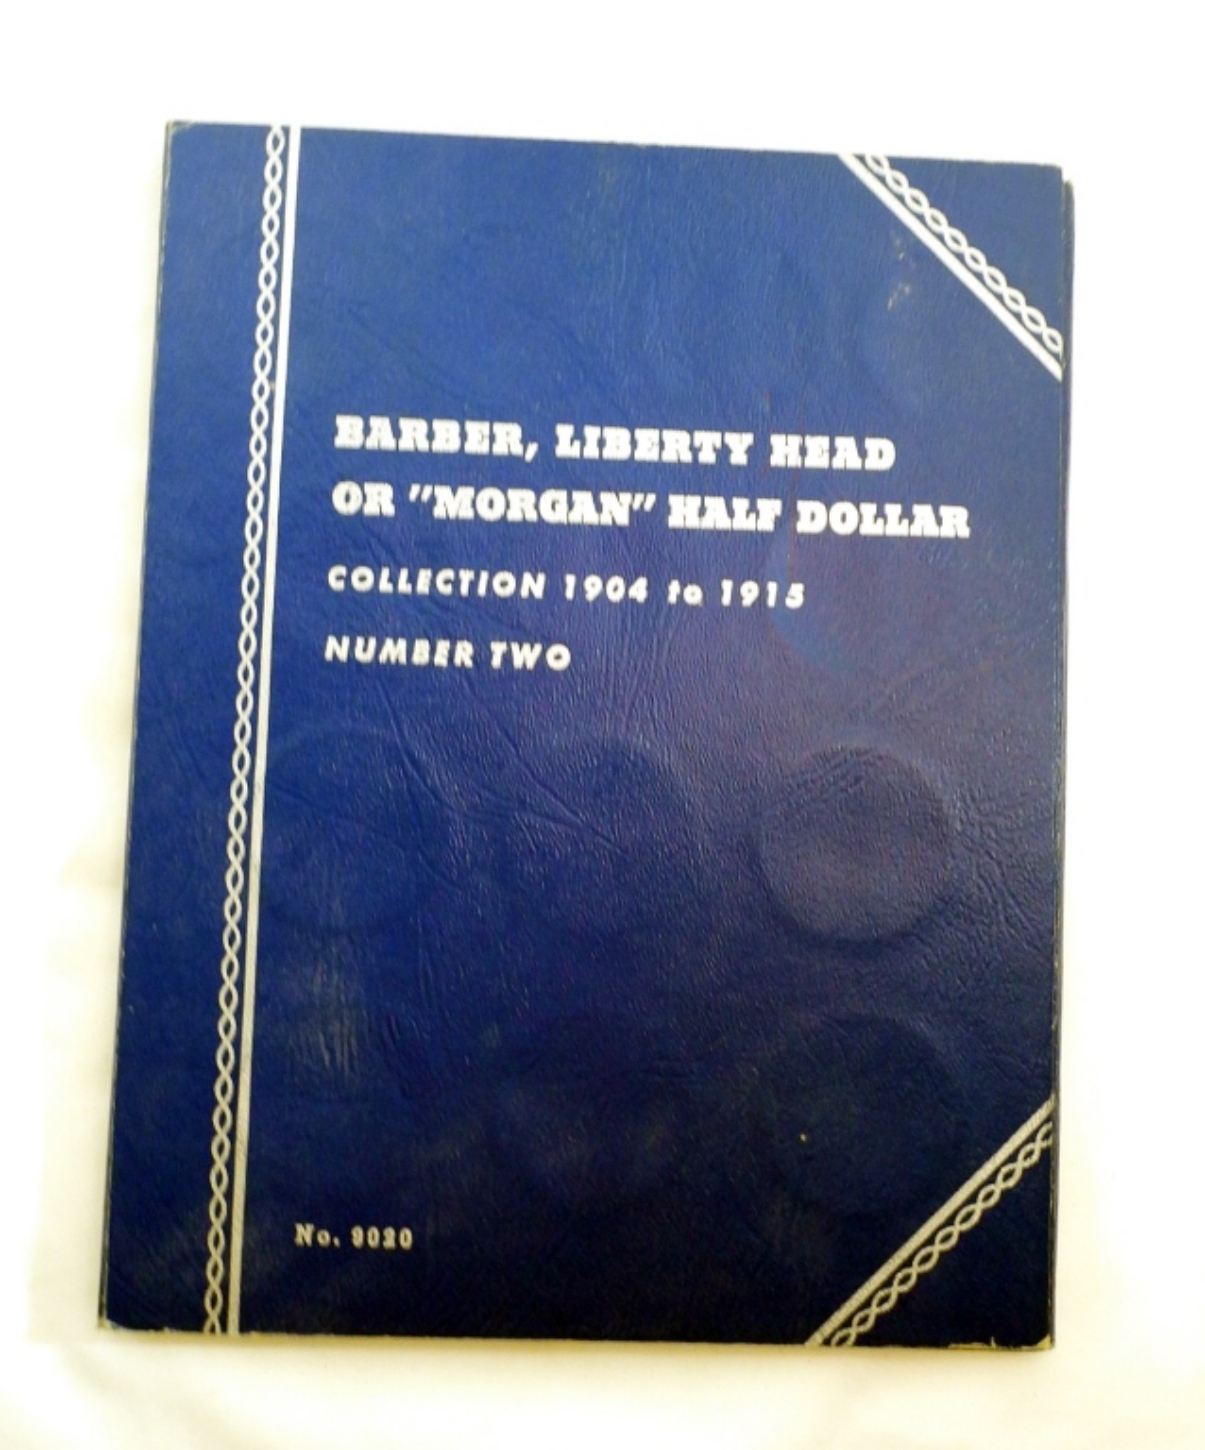 BARBER, LIBERTY HEAD
OR "MORGAN" HALF DOLLAR
COLLECTION 1904 to 1915
NUMBER TWO
No. 9020